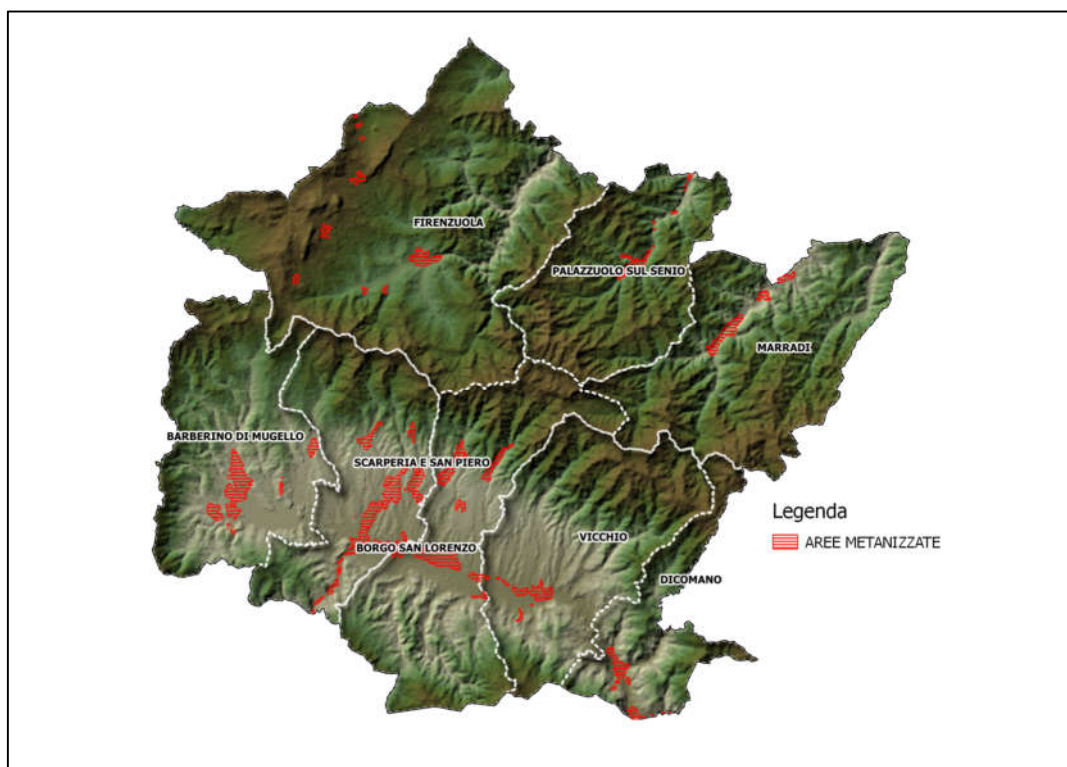 FIRENZUOLA
PALAZZUOLO SUL SENIO
MARRADI
BARBERINO DI MUGELLO
SCARPERIA E SAN PIERO
Legenda
AREE METANIZZATE
VICCHIO
BORGO SAN LORENZO
DICOMANO